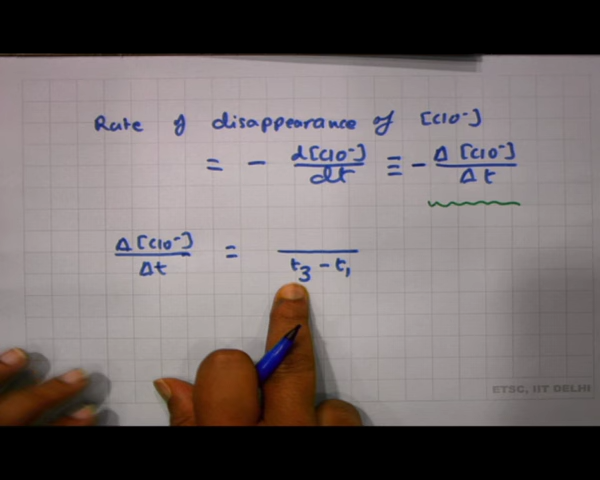 Rate of disappearance of [ClO⁻]
= - d[ClO⁻]/dt ≡ - Δ [ClO⁻]/Δt
Δ[ClO⁻]/Δt = /t₃ - t₁
ETSC, IIT DELHI